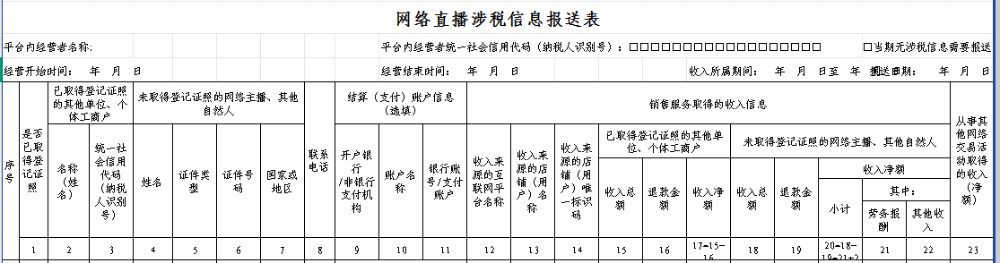 网络直播涉税信息报送表
平台内经营者名称:
平台内经营者统一社会信用代码（纳税人识别号）：□□□□□□□□□□□□□□□□□□
□当期无涉税信息需要报送
经营开始时间： 年 月 日
经营结束时间： 年 月 日
收入所属期间： 年 月 日至 年
日期： 年 月 日
序号
是否已取得登记证照
已取得登记证照
的其他单位、个
体工商户
未取得登记证照的网络主播、其他
自然人
联系
电话
结算（支付）账户信息
（选填）
销售服务取得的收入信息
从事其
他网络
交易活
动取得
的收入
（净
额）
已取得登记证照的其他单
位、个体工商户
未取得登记证照的网络主播、其他自然人
名称
（姓
名）
统一社
会信用
代码
（纳税
人识别
号）
姓名
证件类
型
证件号
码
国家或
地区
开户银
行
/非银行
支付机
构
账户名
称
银行账
号/支付
账户
收入来
源的互
联网平
台名称
收入来
源的店
铺（用
户）名
称
收入来
源的店
铺（用
户）唯
一标识
码
收入总
额
退款金
额
收入净
额
收入总
额
退款金
额
收入净额
小计
其中：
劳务报
酬
其他收
入
1 2 3 4 5 6 7 8 9 10 11 12 13 14 15 16 17=15-
16
18 19 20=18-
19=21+2
21 22 23